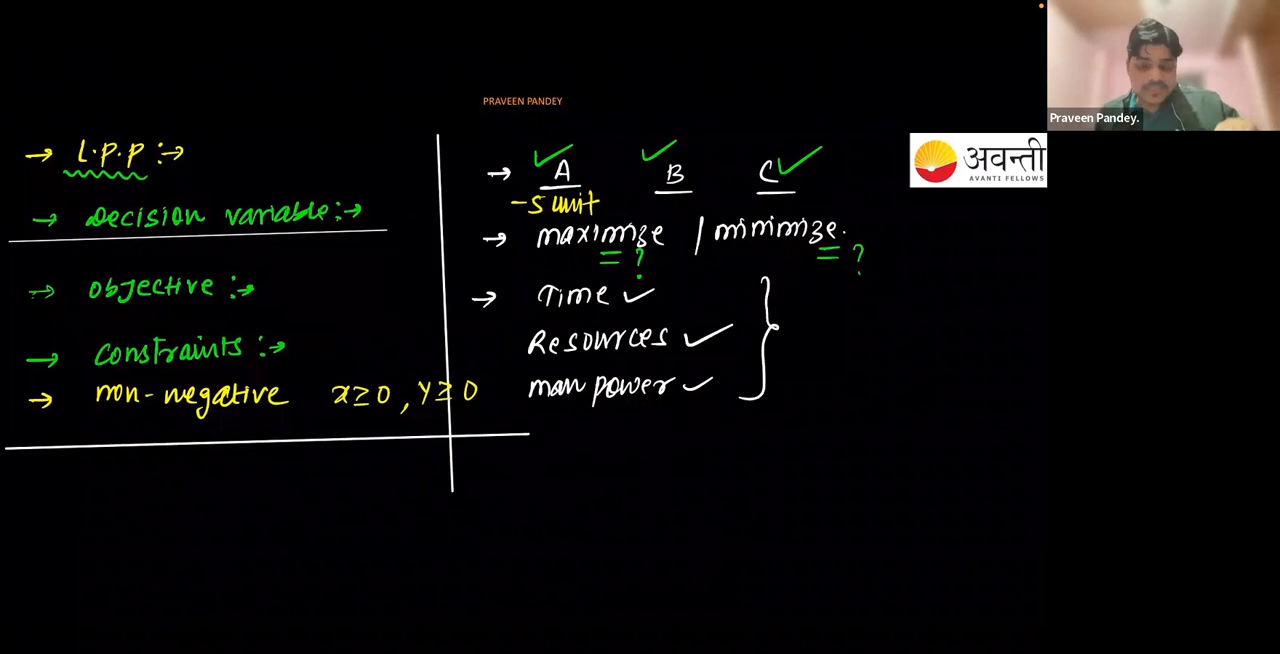 PRAVEEN PANDEY
Praveen Pandey.
अवन्ती
AVANTI FELLOWS
→ L.P.P :→
→ Decision variable :→
→ objective :→
→ constraints :→
→ non-negative x ≥ 0 , y ≥ 0
→ A B C
-5 unit
→ maximize / minimize.
= ? = ?
→ Time ✓
Resources ✓
man power ✓